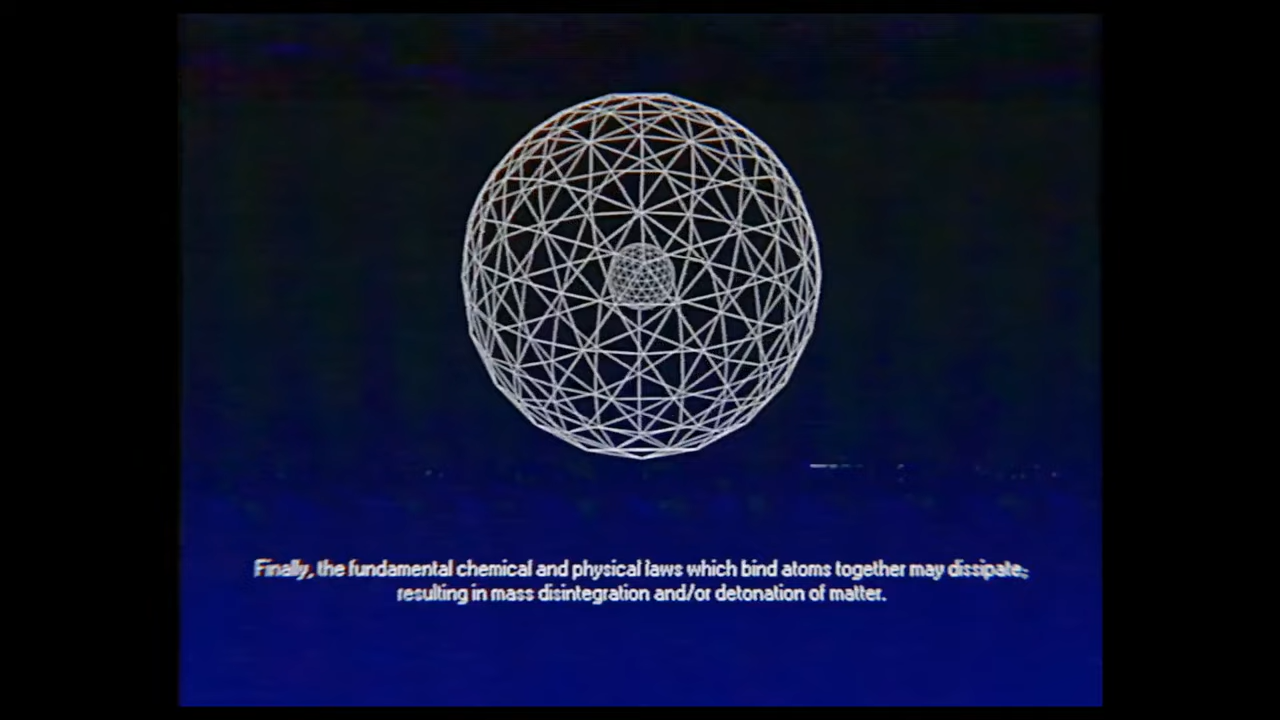 Finally, the fundamental chemical and physical laws which bind atoms together may dissipate,
resulting in mass disintegration and/or detonation of matter.